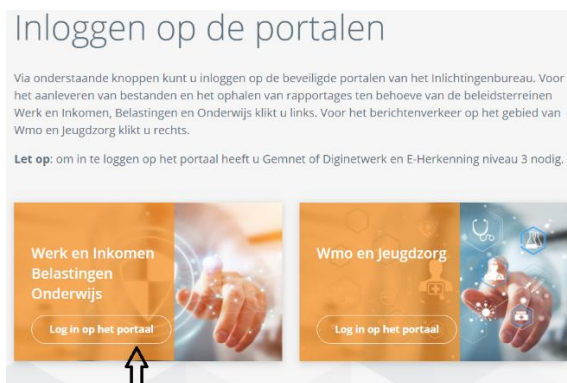 Inloggen op de portalen
Via onderstaande knoppen kunt u inloggen op de beveiligde portalen van het Inlichtingenbureau. Voor
het aanleveren van bestanden en het ophalen van rapportages ten behoeve van de beleidsterreinen
Werk en Inkomen, Belastingen en Onderwijs klikt u links. Voor het berichtenverkeer op het gebied van
Wmo en Jeugdzorg klikt u rechts.
Let op: om in te loggen op het portaal heeft u Gemnet of Diginetwerk en E-Herkenning niveau 3 nodig.
Werk en Inkomen
Belastingen
Onderwijs
Log in op het portaal
Wmo en Jeugdzorg
Log in op het portaal